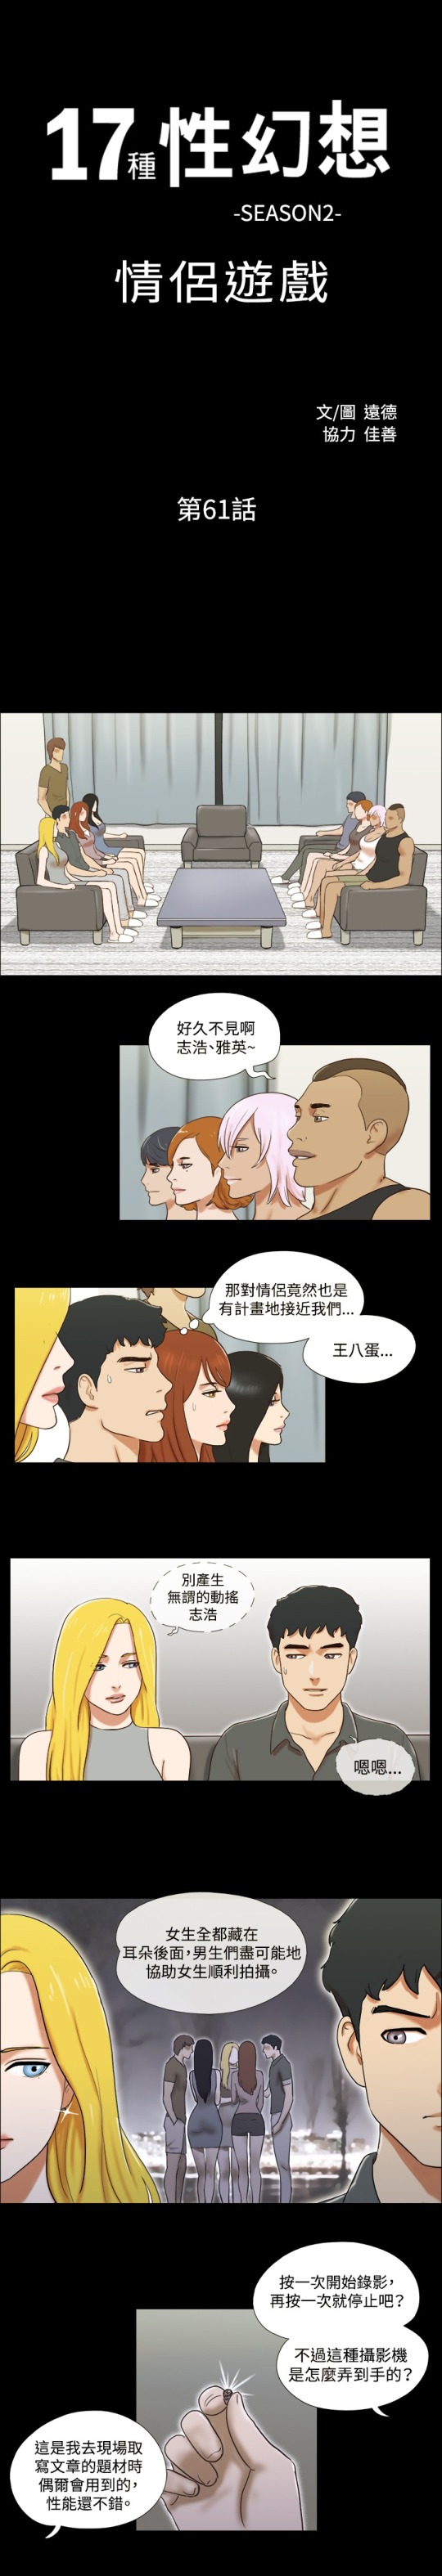 17種性幻想
-SEASON2-
情侶遊戲
文/圖 遠德
協力 佳善
第61話
好久不見啊
志浩、雅英~
那對情侶竟然也是
有計畫地接近我們...
王八蛋...
別產生
無謂的動搖
志浩
嗯嗯...
女生全都藏在
耳朵後面，男生們盡可能地
協助女生順利拍攝。
按一次開始錄影，
再按一次就停止吧？
不過這種攝影機
是怎麼弄到手的？
這是我去現場取
寫文章的題材時
偶爾會用到的，
性能還不錯。